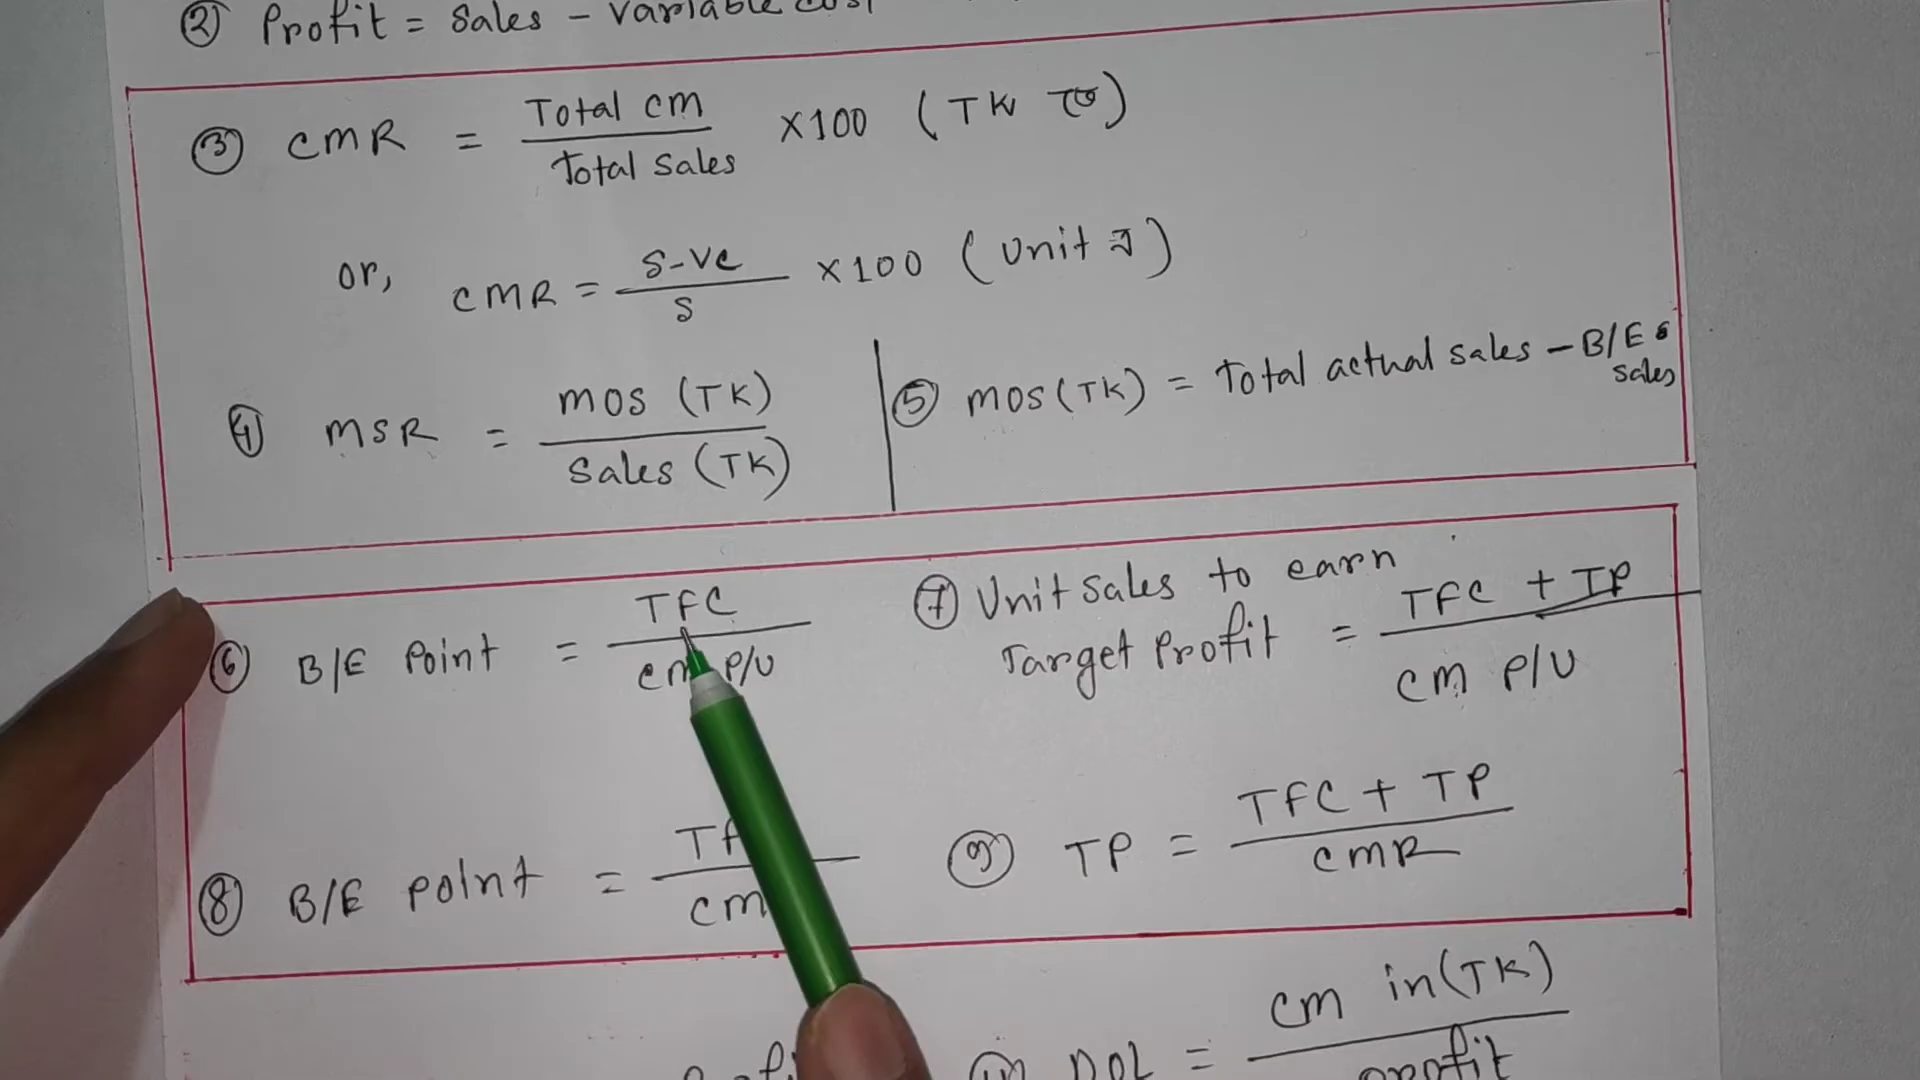 ② Profit = Sales - Variable cost
③ CMR = Total CM / Total Sales × 100 (TK তে)
or, CMR = S-VC / S × 100 (Unit এ)
④ MSR = MOS (TK) / Sales (TK)
⑤ MOS (TK) = Total actual sales - B/E sales
⑥ B/E Point = TFC / CM P/U
⑦ Unit Sales to earn Target Profit = TFC + TP / CM P/U
⑧ B/E Point = CM
⑨ TP = TFC + TP / CMR
DOL = CM in (TK) / profit